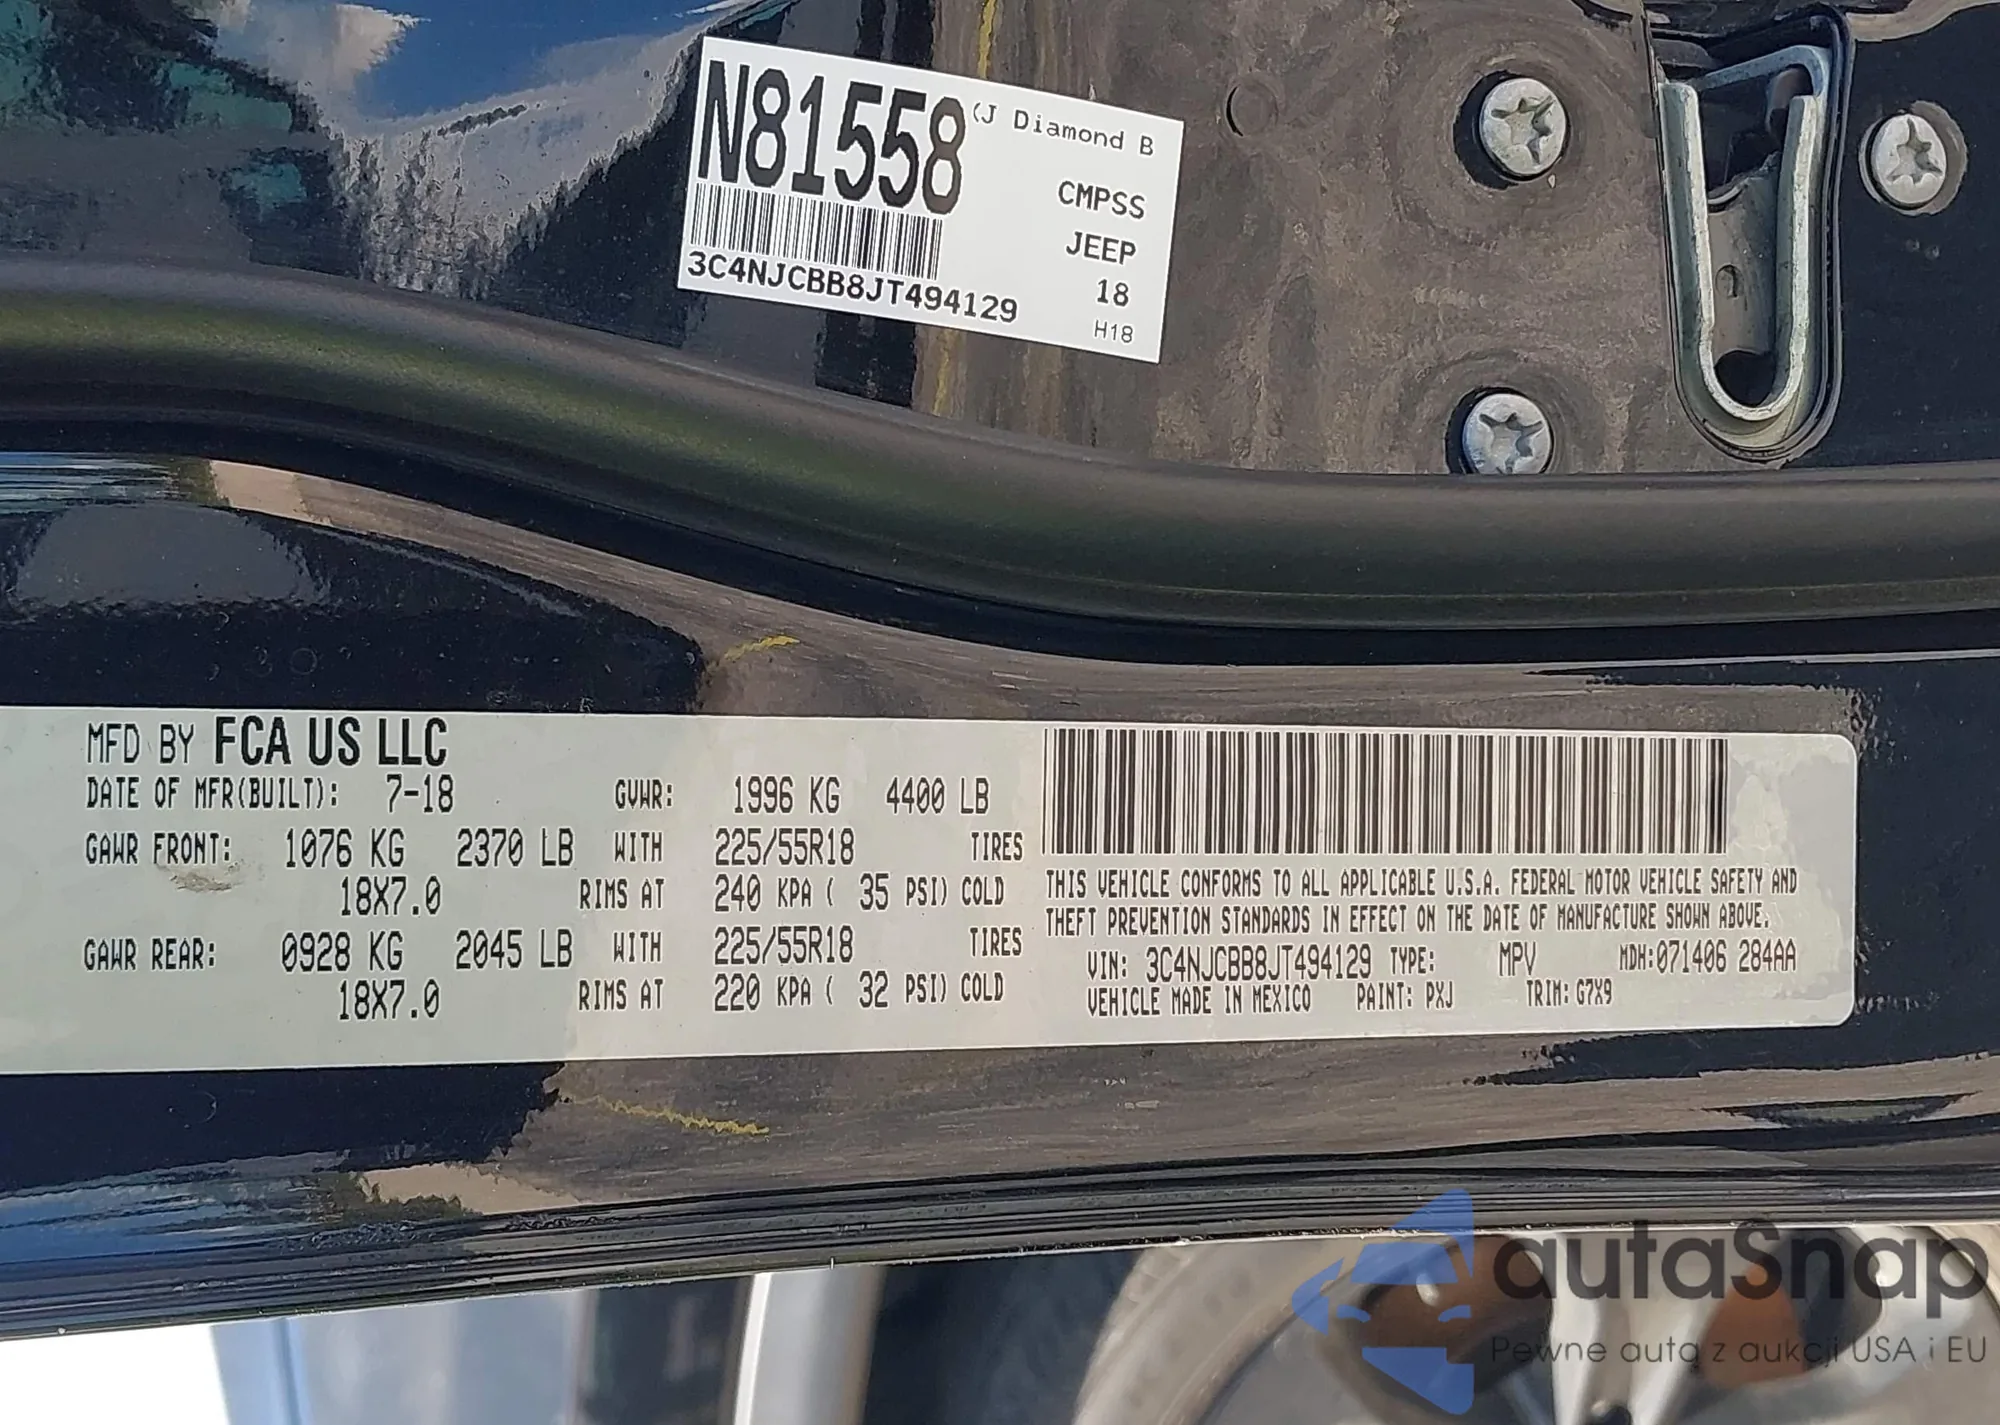 N81558 (J Diamond B
CMPSS
JEEP
3C4NJCBB8JT494129
18
H18
MFD BY FCA US LLC
DATE OF MFR(BUILT): 7-18 GVWR: 1996 KG 4400 LB
GAWR FRONT: 1076 KG 2370 LB WITH 225/55R18 TIRES
18X7.0 RIMS AT 240 KPA ( 35 PSI) COLD
GAWR REAR: 0928 KG 2045 LB WITH 225/55R18 TIRES
18X7.0 RIMS AT 220 KPA ( 32 PSI) COLD
THIS VEHICLE CONFORMS TO ALL APPLICABLE U.S.A. FEDERAL MOTOR VEHICLE SAFETY AND
THEFT PREVENTION STANDARDS IN EFFECT ON THE DATE OF MANUFACTURE SHOWN ABOVE.
VIN: 3C4NJCBB8JT494129 TYPE: MPV MDH:071406 284AA
VEHICLE MADE IN MEXICO PAINT: PXJ TRIM: G7X9
autaSnap
Pewne auta z aukcji USA i EU